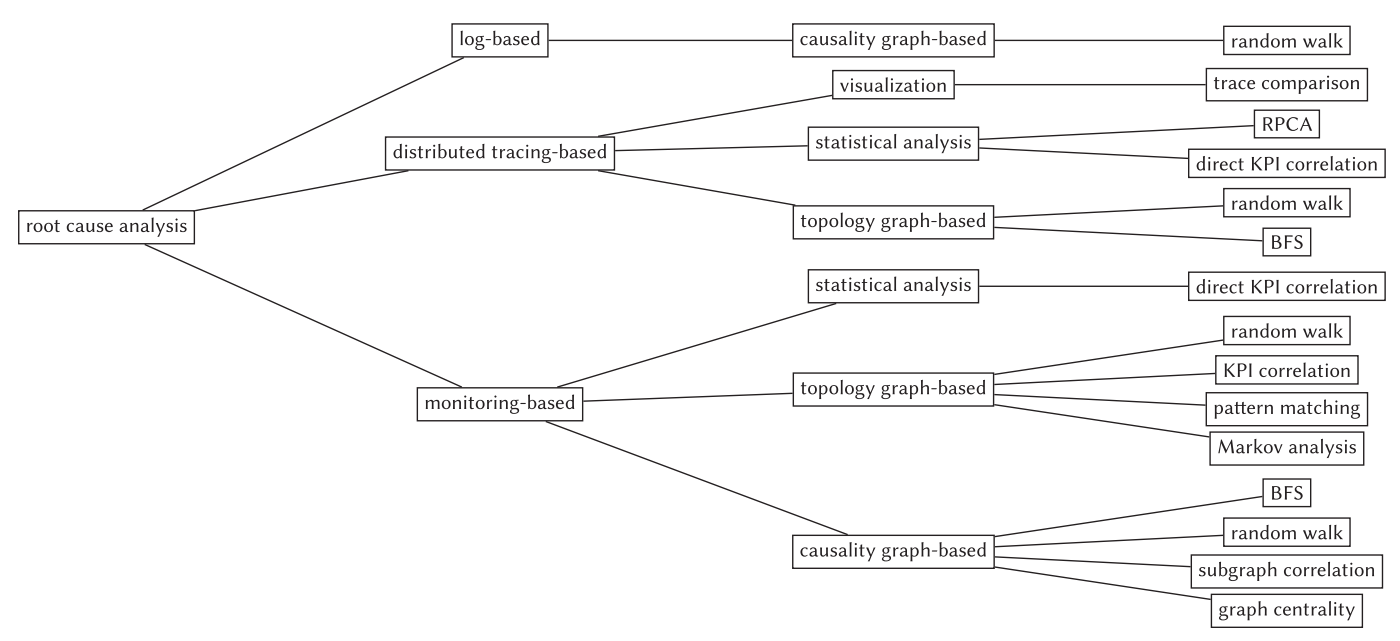 log-based
causality graph-based
random walk
visualization
trace comparison
distributed tracing-based
statistical analysis
RPCA
direct KPI correlation
root cause analysis
topology graph-based
random walk
BFS
statistical analysis
direct KPI correlation
monitoring-based
topology graph-based
random walk
KPI correlation
pattern matching
Markov analysis
causality graph-based
BFS
random walk
subgraph correlation
graph centrality